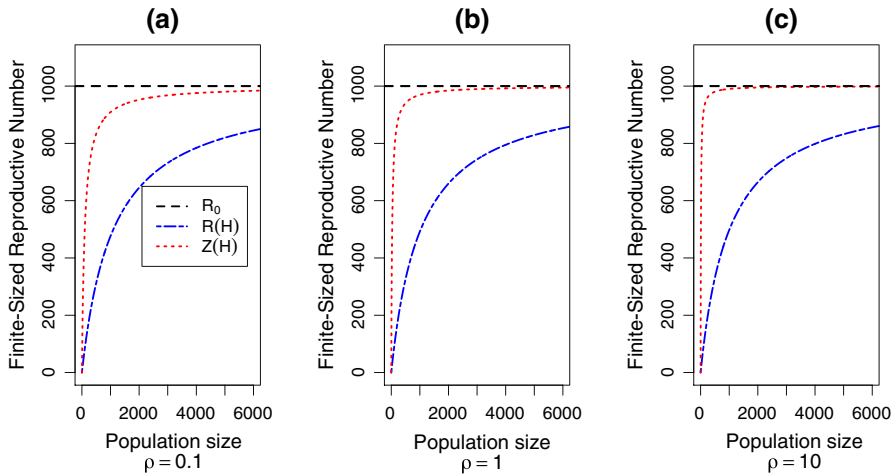 (a)
Finite-Sized Reproductive Number
0
200
400
600
800
1000
R0
R(H)
Z(H)
0
2000
4000
6000
Population size
ρ = 0.1
(b)
Finite-Sized Reproductive Number
0
200
400
600
800
1000
0
2000
4000
6000
Population size
ρ = 1
(c)
Finite-Sized Reproductive Number
0
200
400
600
800
1000
0
2000
4000
6000
Population size
ρ = 10